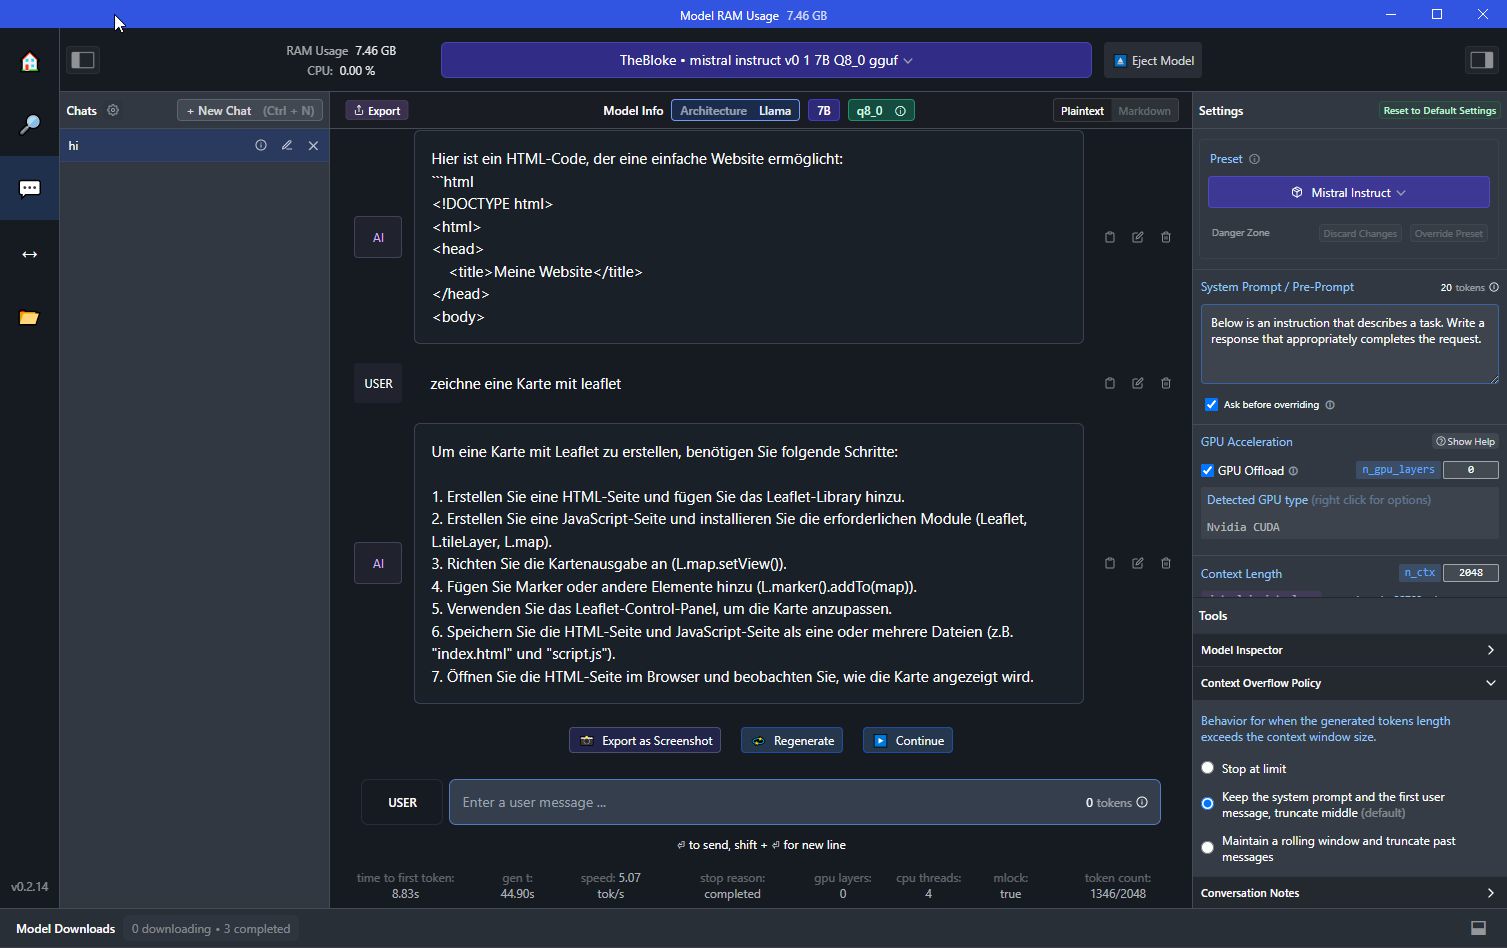 Model RAM Usage 7.46 GB
RAM Usage 7.46 GB
CPU: 0.00 %
TheBloke • mistral instruct v0 1 7B Q8_0 gguf
Eject Model
Chats
+ New Chat (Ctrl + N)
hi
Export
Model Info Architecture Llama 7B q8_0
Plaintext Markdown
Hier ist ein HTML-Code, der eine einfache Website ermöglicht:
```html
<!DOCTYPE html>
<html>
<head>
<title>Meine Website</title>
</head>
<body>
AI
USER
zeichne eine Karte mit leaflet
Um eine Karte mit Leaflet zu erstellen, benötigen Sie folgende Schritte:
1. Erstellen Sie eine HTML-Seite und fügen Sie das Leaflet-Library hinzu.
2. Erstellen Sie eine JavaScript-Seite und installieren Sie die erforderlichen Module (Leaflet,
L.tileLayer, L.map).
3. Richten Sie die Kartenausgabe an (L.map.setView()).
4. Fügen Sie Marker oder andere Elemente hinzu (L.marker().addTo(map)).
5. Verwenden Sie das Leaflet-Control-Panel, um die Karte anzupassen.
6. Speichern Sie die HTML-Seite und JavaScript-Seite als eine oder mehrere Dateien (z.B.
"index.html" und "script.js").
7. Öffnen Sie die HTML-Seite im Browser und beobachten Sie, wie die Karte angezeigt wird.
AI
Export as Screenshot
Regenerate
Continue
USER
Enter a user message ...
0 tokens
⏎ to send, shift + ⏎ for new line
time to first token: gen t: speed: 5.07 stop reason: gpu layers: cpu threads: mlock: token count:
8.83s 44.90s tok/s completed 0 4 true 1346/2048
Settings
Reset to Default Settings
Preset
Mistral Instruct
Danger Zone Discard Changes Override Preset
System Prompt / Pre-Prompt 20 tokens
Below is an instruction that describes a task. Write a
response that appropriately completes the request.
Ask before overriding
GPU Acceleration Show Help
GPU Offload n_gpu_layers 0
Detected GPU type (right click for options)
Nvidia CUDA
Context Length n_ctx 2048
Tools
Model Inspector
Context Overflow Policy
Behavior for when the generated tokens length
exceeds the context window size.
Stop at limit
Keep the system prompt and the first user
message, truncate middle (default)
Maintain a rolling window and truncate past
messages
Conversation Notes
v0.2.14
Model Downloads 0 downloading • 3 completed